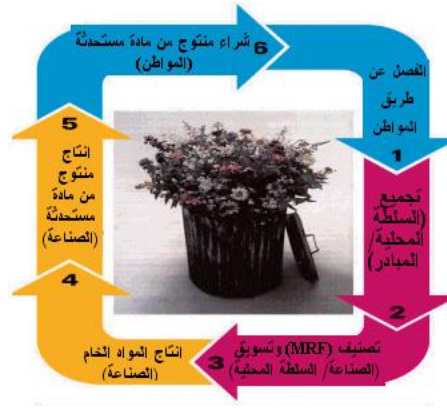 6 شراء منتوج من مادة مستحدثة
(المواطن)
الفصل عن
طريق
المواطن
1
تجميع
(السلطة
المحلية/
المبادر)
2
تصنيف (MRF) وتسويق
(الصناعة/ السلطة المحلية)
3
انتاج المواد الخام
(الصناعة)
4
انتاج
منتوج
من مادة
مستحدثة
(الصناعة)
5